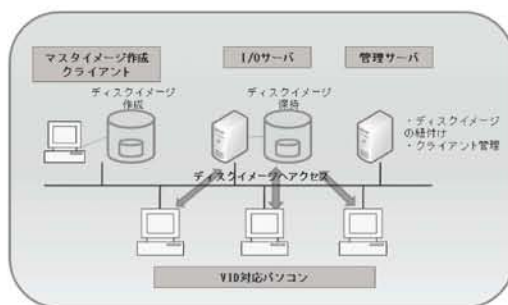 マスタイメージ作成
クライアント
I/Oサーバ
管理サーバ
ディスクイメージ
作成
ディスクイメージ
保持
・ディスクイメージ
の紐付け
・クライアント管理
ディスクイメージへアクセス
VID対応パソコン